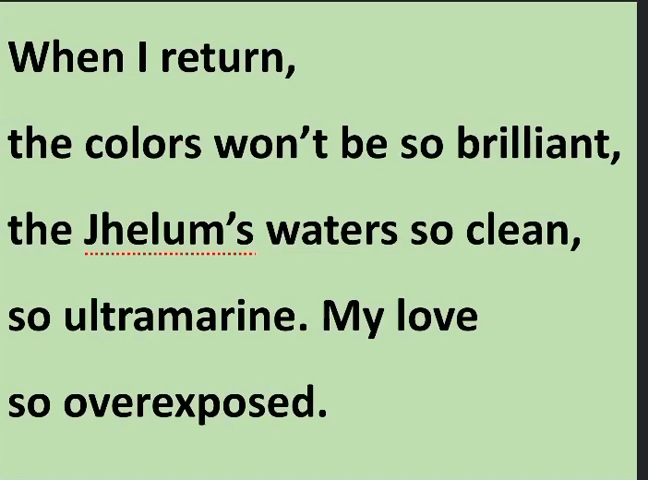 When I return,
the colors won’t be so brilliant,
the Jhelum’s waters so clean,
so ultramarine. My love
so overexposed.